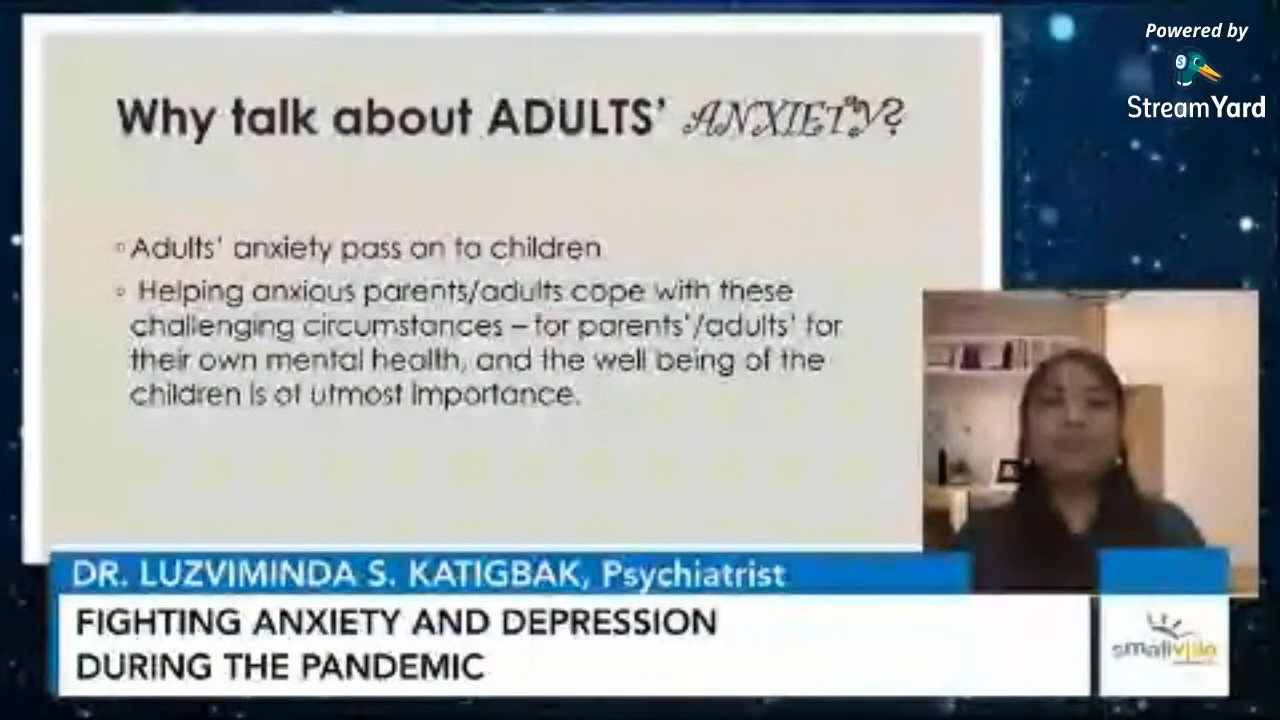 Powered by
StreamYard
Why talk about ADULTS' ANXIETY?
Adults' anxiety pass on to children
Helping anxious parents/adults cope with these
challenging circumstances – for parents'/adults' for
their own mental health, and the well being of the
children is of utmost importance.
DR. LUZVIMINDA S. KATIGBAK, Psychiatrist
FIGHTING ANXIETY AND DEPRESSION
DURING THE PANDEMIC
smallville